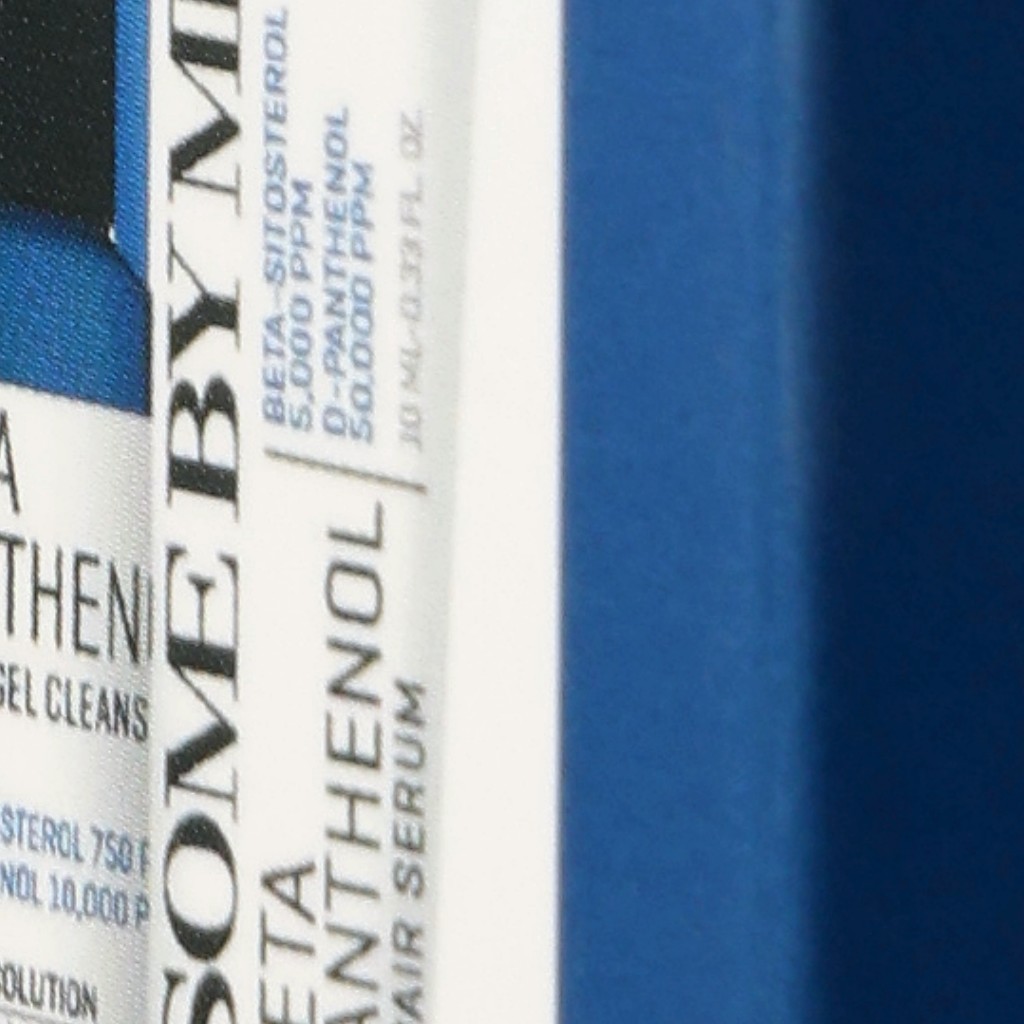 A
THEN
GEL CLEANS
STEROL 750 P
NOL 10,000 P
SOLUTION
SOME BY MI
ETA
ANTHENOL
AIR SERUM
BETA-SITOSTEROL
5,000 PPM
D-PANTHENOL
50,000 PPM
10 ML-0.33 FL. OZ.